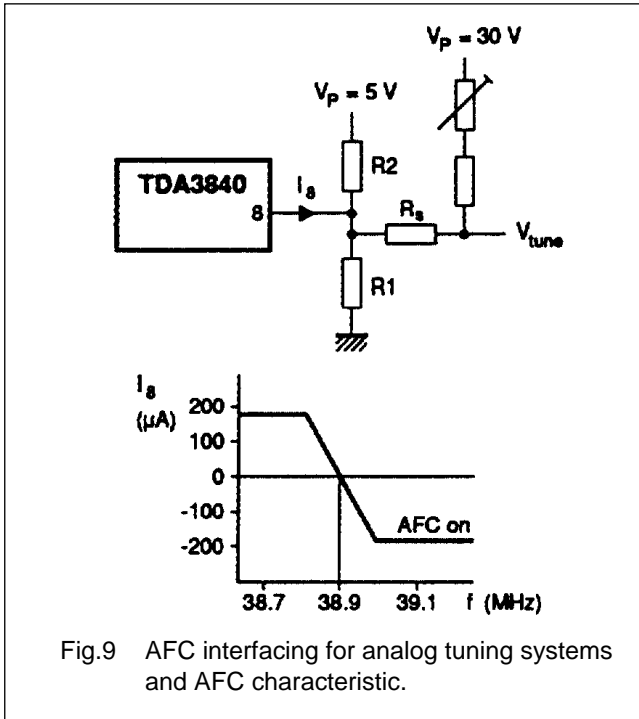 V_P = 30 V
V_P = 5 V
TDA3840
8
I_8
R2
R_s
V_tune
R1
I_8
(µA)
200
100
0
-100
-200
AFC on
38.7 38.9 39.1 f (MHz)
Fig.9 AFC interfacing for analog tuning systems
and AFC characteristic.